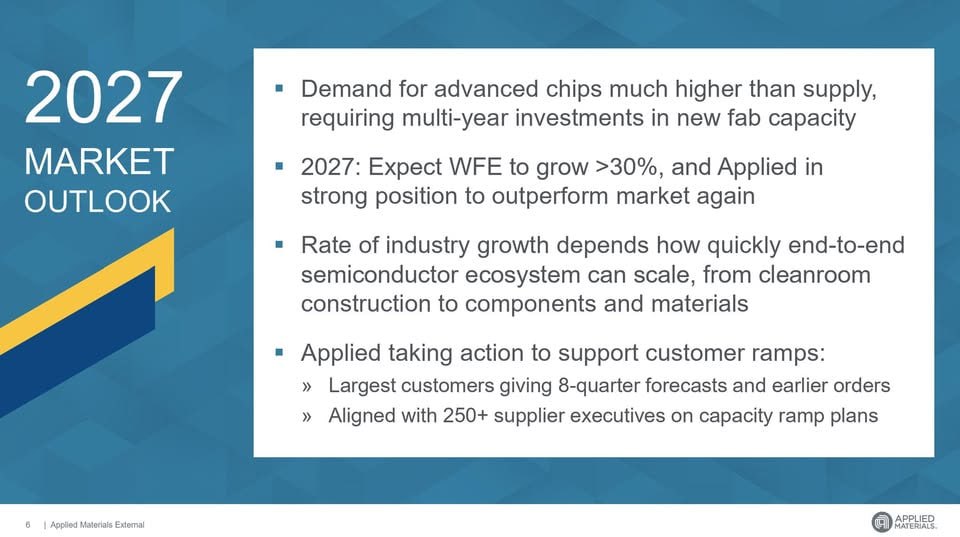 2027
MARKET
OUTLOOK
▪ Demand for advanced chips much higher than supply,
requiring multi-year investments in new fab capacity
▪ 2027: Expect WFE to grow >30%, and Applied in
strong position to outperform market again
▪ Rate of industry growth depends how quickly end-to-end
semiconductor ecosystem can scale, from cleanroom
construction to components and materials
▪ Applied taking action to support customer ramps:
» Largest customers giving 8-quarter forecasts and earlier orders
» Aligned with 250+ supplier executives on capacity ramp plans
6 | Applied Materials External
APPLIED
MATERIALS